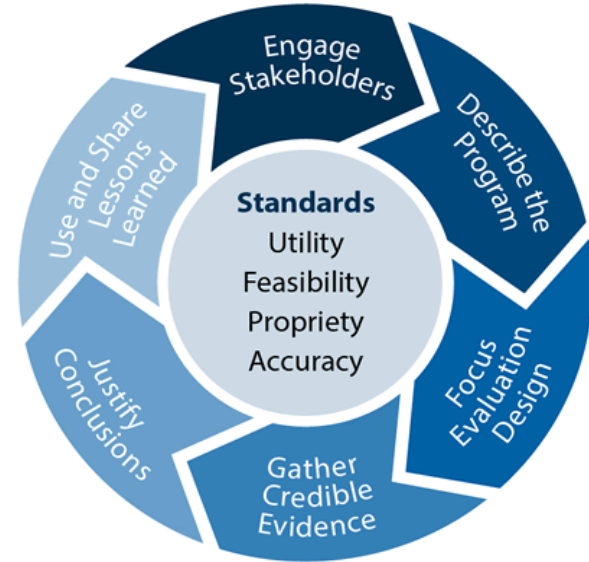 Engage
Stakeholders
Describe the
Program
Focus
Evaluation
Design
Gather
Credible
Evidence
Justify
Conclusions
Use and Share
Lessons
Learned
Standards
Utility
Feasibility
Propriety
Accuracy